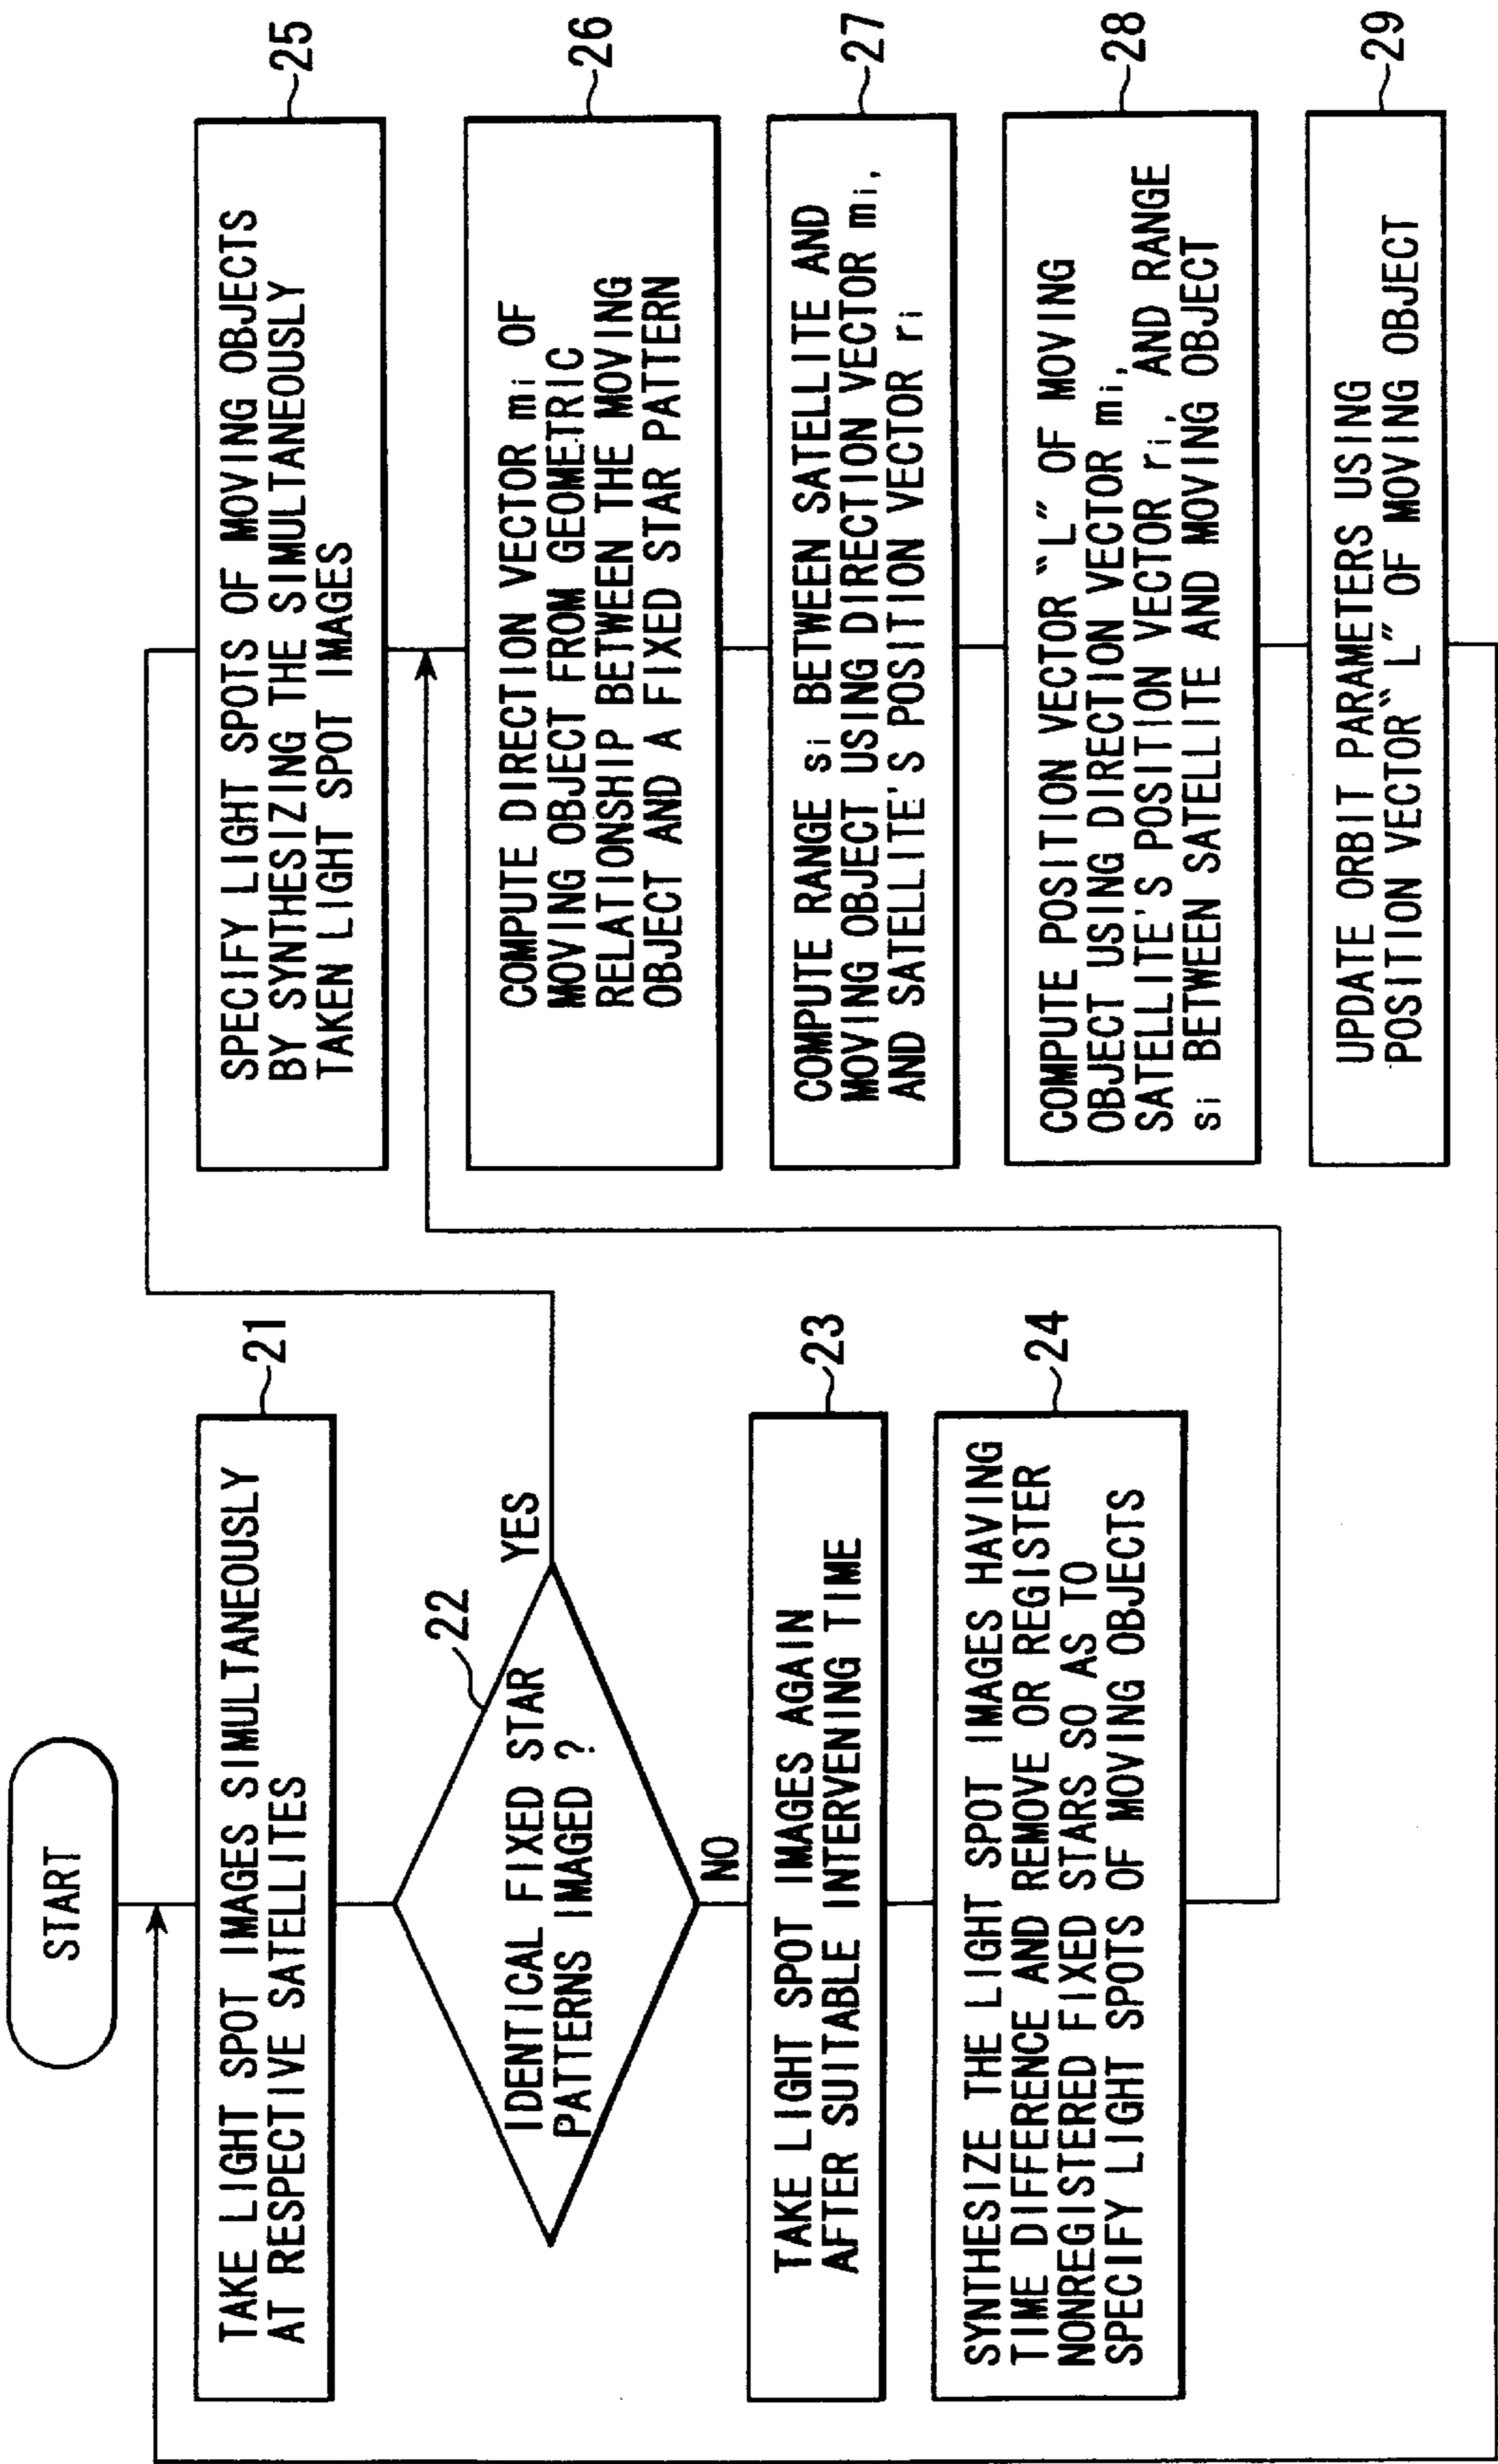 START
TAKE LIGHT SPOT IMAGES SIMULTANEOUSLY
AT RESPECTIVE SATELLITES
21
IDENTICAL FIXED STAR
PATTERNS IMAGED ?
22
YES
NO
TAKE LIGHT SPOT IMAGES AGAIN
AFTER SUITABLE INTERVENING TIME
23
SYNTHESIZE THE LIGHT SPOT IMAGES HAVING
TIME DIFFERENCE AND REMOVE OR REGISTER
NONREGISTERED FIXED STARS SO AS TO
SPECIFY LIGHT SPOTS OF MOVING OBJECTS
24
SPECIFY LIGHT SPOTS OF MOVING OBJECTS
BY SYNTHESIZING THE SIMULTANEOUSLY
TAKEN LIGHT SPOT IMAGES
25
COMPUTE DIRECTION VECTOR mi OF
MOVING OBJECT FROM GEOMETRIC
RELATIONSHIP BETWEEN THE MOVING
OBJECT AND A FIXED STAR PATTERN
26
COMPUTE RANGE si BETWEEN SATELLITE AND
MOVING OBJECT USING DIRECTION VECTOR mi,
AND SATELLITE'S POSITION VECTOR ri
27
COMPUTE POSITION VECTOR "L" OF MOVING
OBJECT USING DIRECTION VECTOR mi,
SATELLITE'S POSITION VECTOR ri, AND RANGE
si BETWEEN SATELLITE AND MOVING OBJECT
28
UPDATE ORBIT PARAMETERS USING
POSITION VECTOR "L" OF MOVING OBJECT
29